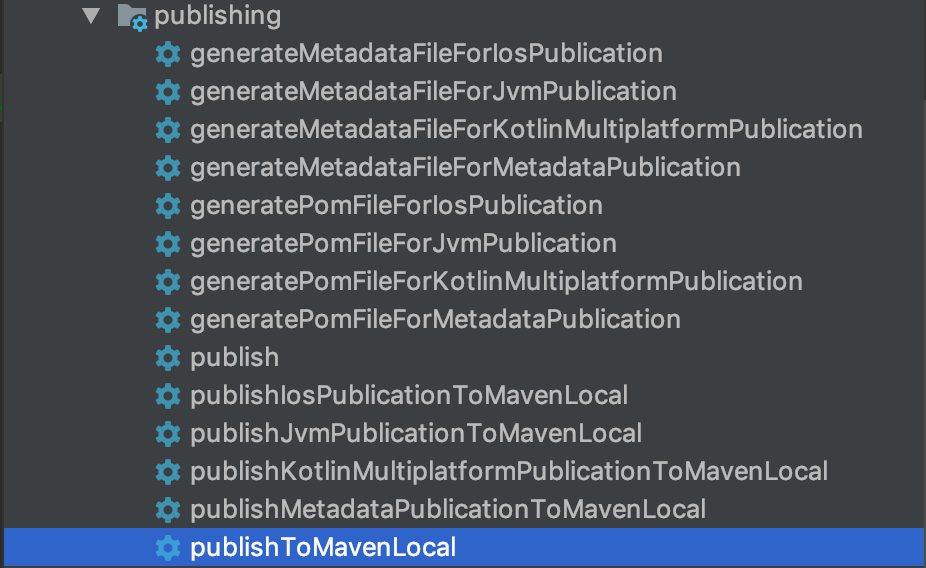 publishing
generateMetadataFileForIosPublication
generateMetadataFileForJvmPublication
generateMetadataFileForKotlinMultiplatformPublication
generateMetadataFileForMetadataPublication
generatePomFileForIosPublication
generatePomFileForJvmPublication
generatePomFileForKotlinMultiplatformPublication
generatePomFileForMetadataPublication
publish
publishIosPublicationToMavenLocal
publishJvmPublicationToMavenLocal
publishKotlinMultiplatformPublicationToMavenLocal
publishMetadataPublicationToMavenLocal
publishToMavenLocal